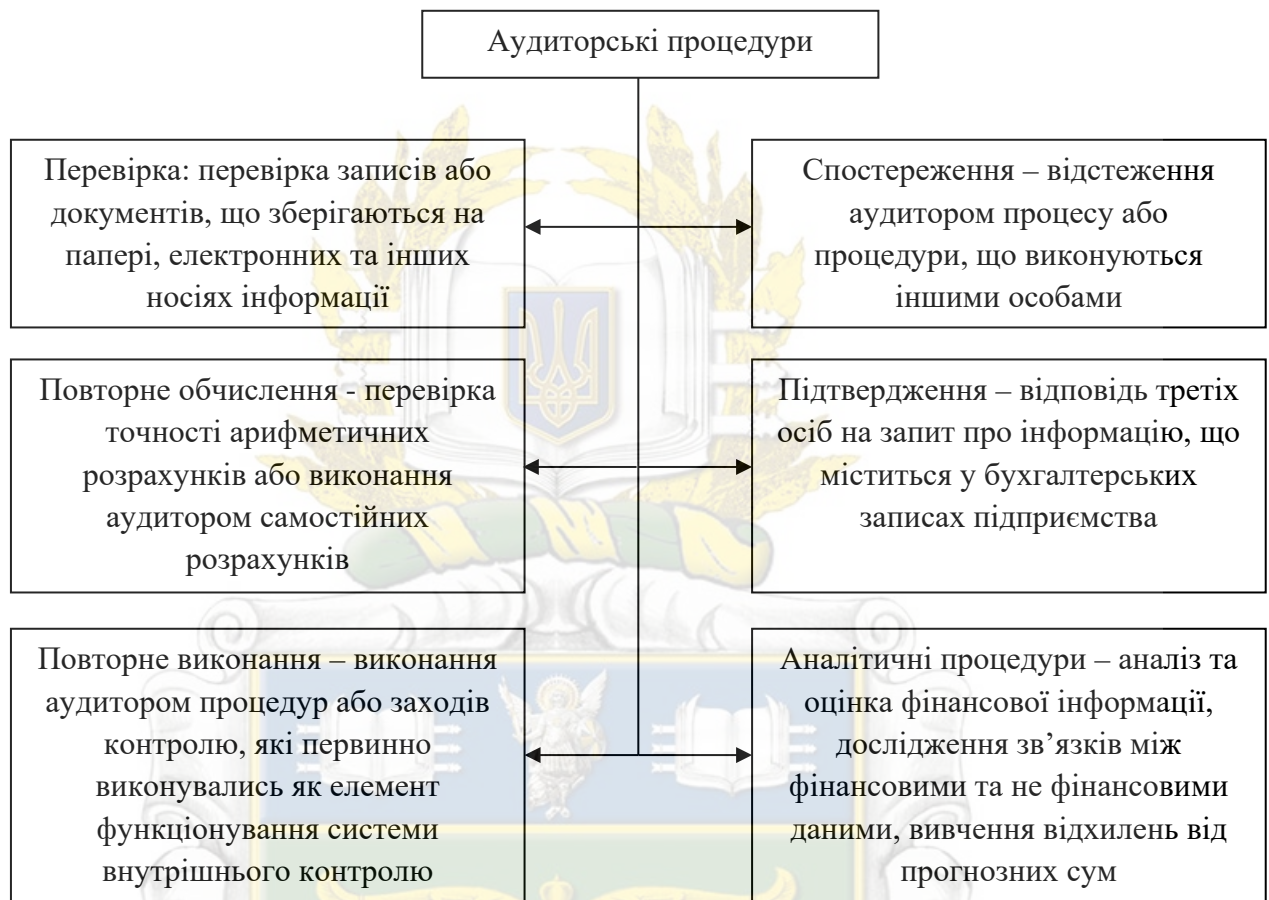 Аудиторські процедури
Перевірка: перевірка записів або
документів, що зберігаються на
папері, електронних та інших
носіях інформації
Спостереження – відстеження
аудитором процесу або
процедури, що виконуються
іншими особами
Повторне обчислення - перевірка
точності арифметичних
розрахунків або виконання
аудитором самостійних
розрахунків
Підтвердження – відповідь третіх
осіб на запит про інформацію, що
міститься у бухгалтерських
записах підприємства
Повторне виконання – виконання
аудитором процедур або заходів
контролю, які первинно
виконувались як елемент
функціонування системи
внутрішнього контролю
Аналітичні процедури – аналіз та
оцінка фінансової інформації,
дослідження зв’язків між
фінансовими та не фінансовими
даними, вивчення відхилень від
прогнозних сум